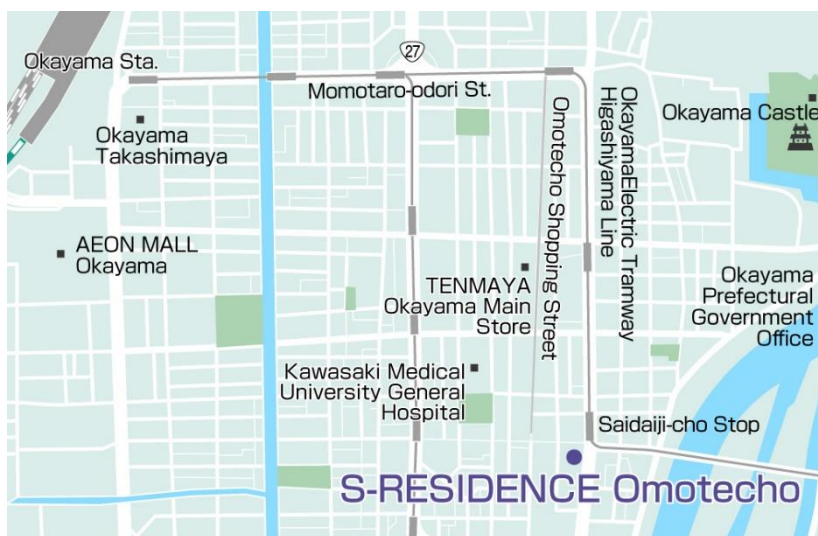 27
Okayama Sta.
Momotaro-odori St.
Okayama
Takashimaya
Omotecho Shopping Street
OkayamaElectric Tramway
Higashiyama Line
Okayama Castle
AEON MALL
Okayama
TENMAYA
Okayama Main
Store
Okayama
Prefectural
Government
Office
Kawasaki Medical
University General
Hospital
Saidaiji-cho Stop
S-RESIDENCE Omotecho